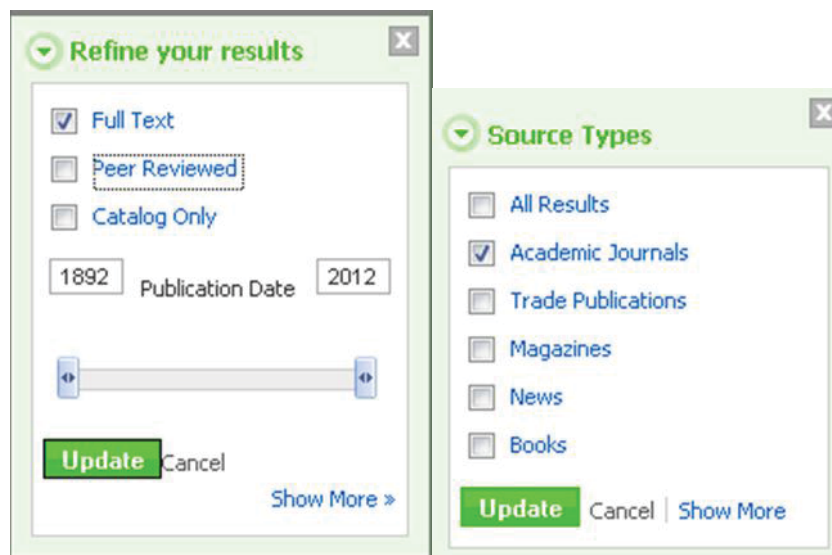 Refine your results
Full Text
Peer Reviewed
Catalog Only
1892 Publication Date 2012
Update Cancel
Show More »
Source Types
All Results
Academic Journals
Trade Publications
Magazines
News
Books
Update Cancel | Show More